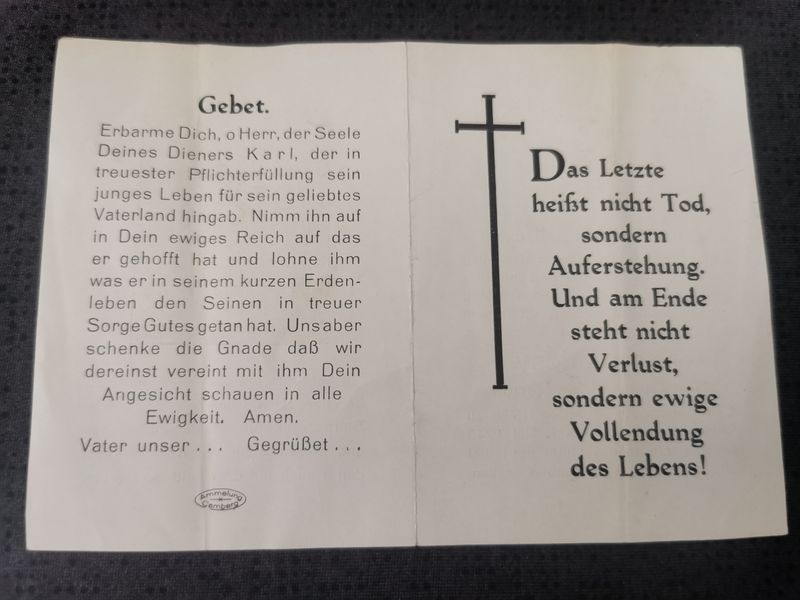 Gebet.
Erbarme Dich, o Herr, der Seele
Deines Dieners Karl, der in
treuester Pflichterfüllung sein
junges Leben für sein geliebtes
Vaterland hingab. Nimm ihn auf
in Dein ewiges Reich auf das
er gehofft hat und lohne ihm
was er in seinem kurzen Erden-
leben den Seinen in treuer
Sorge Gutes getan hat. Uns aber
schenke die Gnade daß wir
dereinst vereint mit ihm Dein
Angesicht schauen in alle
Ewigkeit. Amen.
Vater unser . . . Gegrüßet . . .
Ammelung
Camberg
Das Letzte
heißt nicht Tod,
sondern
Auferstehung.
Und am Ende
steht nicht
Verlust,
sondern ewige
Vollendung
des Lebens!